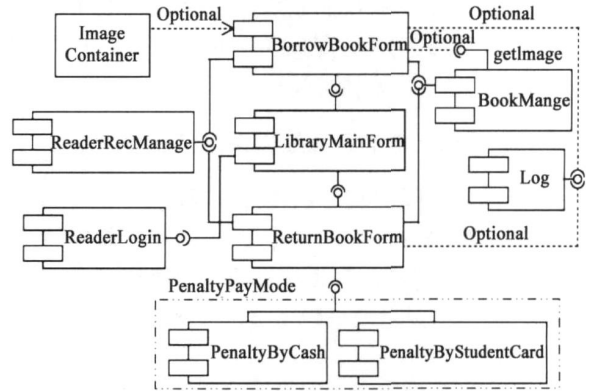 Image
Container
Optional
Optional
Optional
BorrowBookForm
getImage
BookMange
ReaderRecManage
LibraryMainForm
Log
ReaderLogin
ReturnBookForm
Optional
PenaltyPayMode
PenaltyByCash
PenaltyByStudentCard